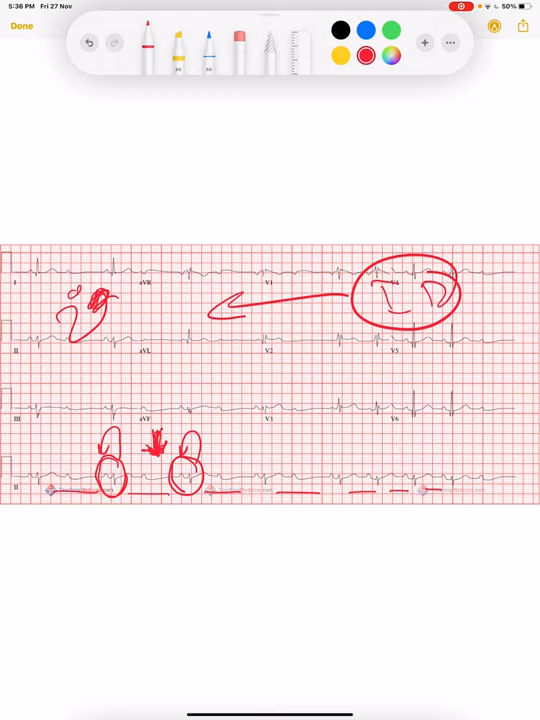 5:36 PM Fri 27 Nov
50%
Done
I aVR V1 V4
II aVL V2 V5
III aVF V3 V6
II